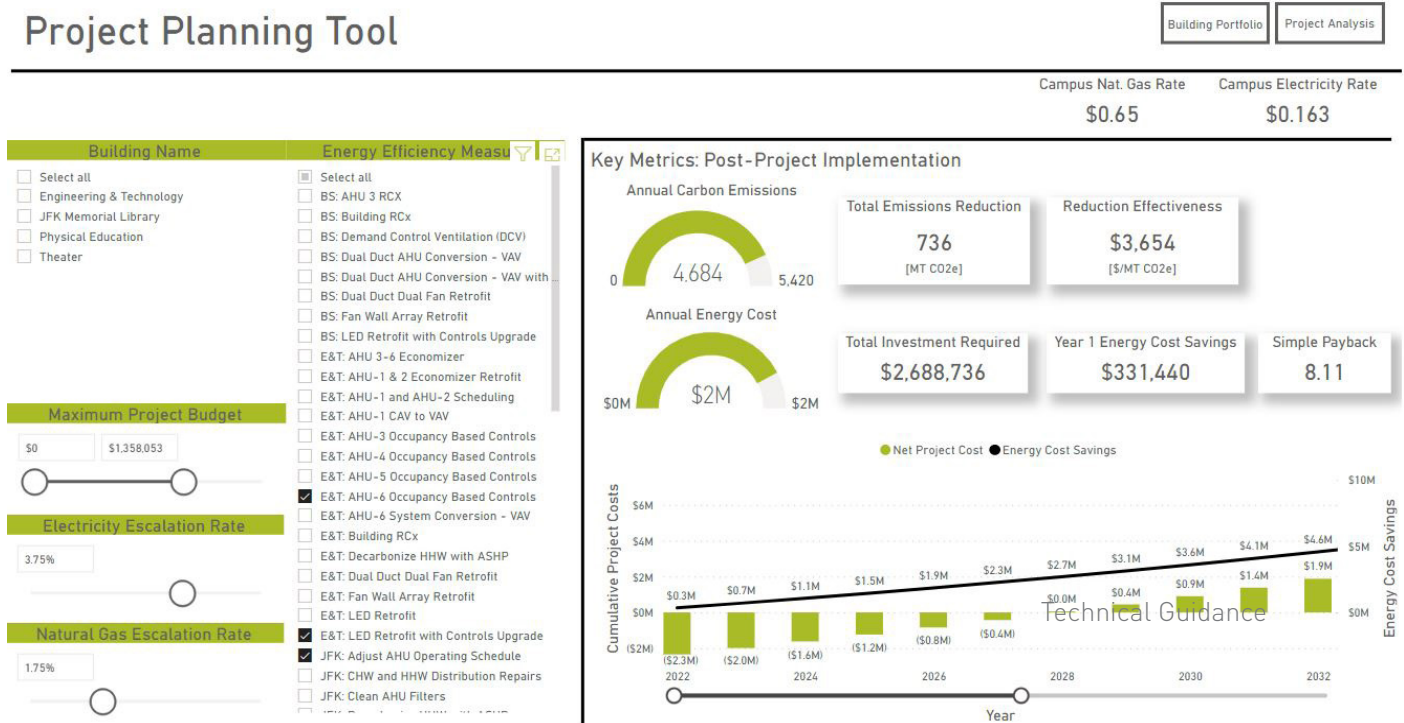 Project Planning Tool
Building Portfolio
Project Analysis
Campus Nat. Gas Rate
Campus Electricity Rate
$0.65
$0.163
Building Name
Select all
Engineering & Technology
JFK Memorial Library
Physical Education
Theater
Maximum Project Budget
$0
$1,358,053
Electricity Escalation Rate
3.75%
Natural Gas Escalation Rate
1.75%
Energy Efficiency Measu
Select all
BS: AHU 3 RCX
BS: Building RCx
BS: Demand Control Ventilation (DCV)
BS: Dual Duct AHU Conversion - VAV
BS: Dual Duct AHU Conversion - VAV with ...
BS: Dual Duct Dual Fan Retrofit
BS: Fan Wall Array Retrofit
BS: LED Retrofit with Controls Upgrade
E&T: AHU 3-6 Economizer
E&T: AHU-1 & 2 Economizer Retrofit
E&T: AHU-1 and AHU-2 Scheduling
E&T: AHU-1 CAV to VAV
E&T: AHU-3 Occupancy Based Controls
E&T: AHU-4 Occupancy Based Controls
E&T: AHU-5 Occupancy Based Controls
E&T: AHU-6 Occupancy Based Controls
E&T: AHU-6 System Conversion - VAV
E&T: Building RCx
E&T: Decarbonize HHW with ASHP
E&T: Dual Duct Dual Fan Retrofit
E&T: Fan Wall Array Retrofit
E&T: LED Retrofit
E&T: LED Retrofit with Controls Upgrade
JFK: Adjust AHU Operating Schedule
JFK: CHW and HHW Distribution Repairs
JFK: Clean AHU Filters
Key Metrics: Post-Project Implementation
Annual Carbon Emissions
4,684
0
5,420
Total Emissions Reduction
736
[MT CO2e]
Reduction Effectiveness
$3,654
[$/MT CO2e]
Annual Energy Cost
$2M
$0M
$2M
Total Investment Required
$2,688,736
Year 1 Energy Cost Savings
$331,440
Simple Payback
8.11
Net Project Cost
Energy Cost Savings
Cumulative Project Costs
$6M
$4M
$2M
$0M
($2M)
$0.3M
$0.7M
$1.1M
$1.5M
$1.9M
$2.3M
$2.7M
$3.1M
$3.6M
$4.1M
$4.6M
($2.3M)
($2.0M)
($1.6M)
($1.2M)
($0.8M)
($0.4M)
$0.0M
$0.4M
$0.9M
$1.4M
$1.9M
Technical Guidance
$10M
$5M
$0M
Energy Cost Savings
2022
2024
2026
2028
2030
2032
Year